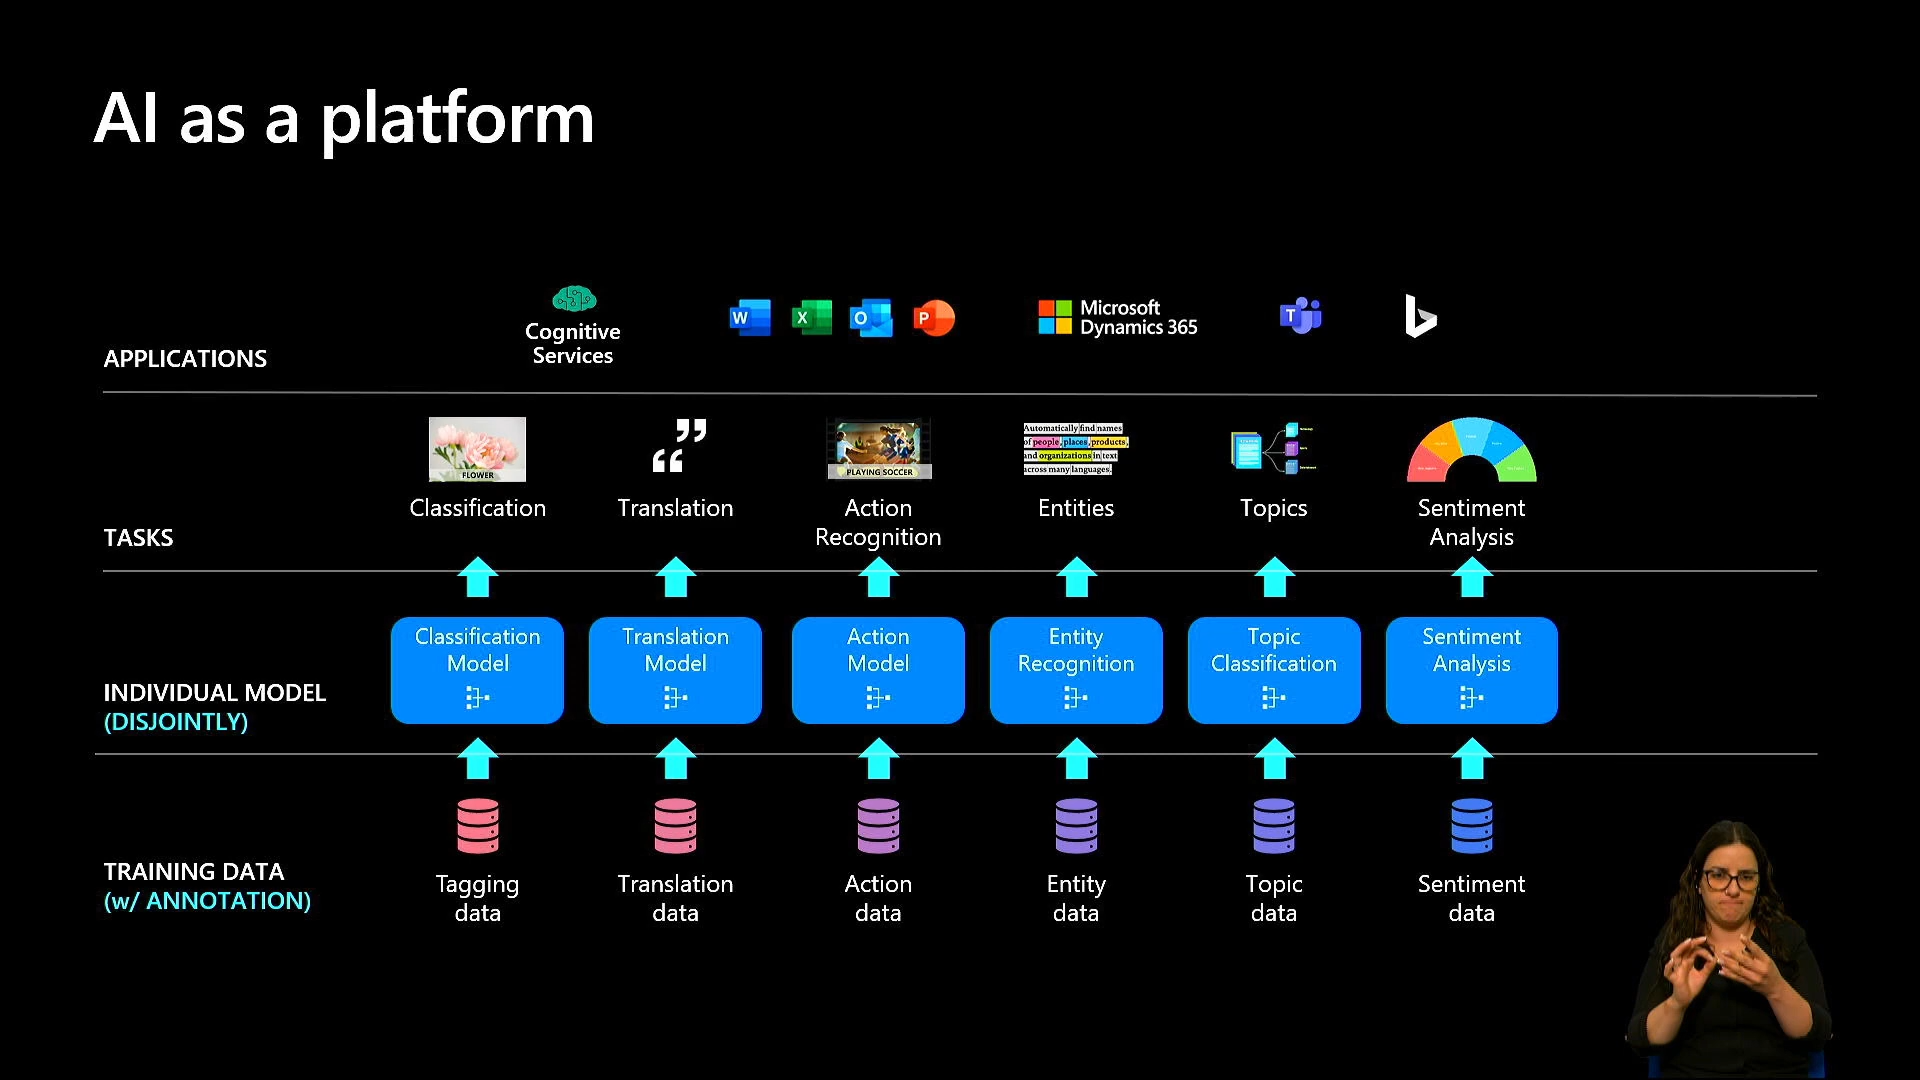 AI as a platform
Cognitive
Services
W
X
O
P
Microsoft
Dynamics 365
T
APPLICATIONS
FLOWER
PLAYING SOCCER
Automatically find names
of people, places, products,
and organizations in text
across many languages.
Classification
Translation
Action
Recognition
Entities
Topics
Sentiment
Analysis
TASKS
Classification
Model
Translation
Model
Action
Model
Entity
Recognition
Topic
Classification
Sentiment
Analysis
INDIVIDUAL MODEL
(DISJOINTLY)
TRAINING DATA
(w/ ANNOTATION)
Tagging
data
Translation
data
Action
data
Entity
data
Topic
data
Sentiment
data